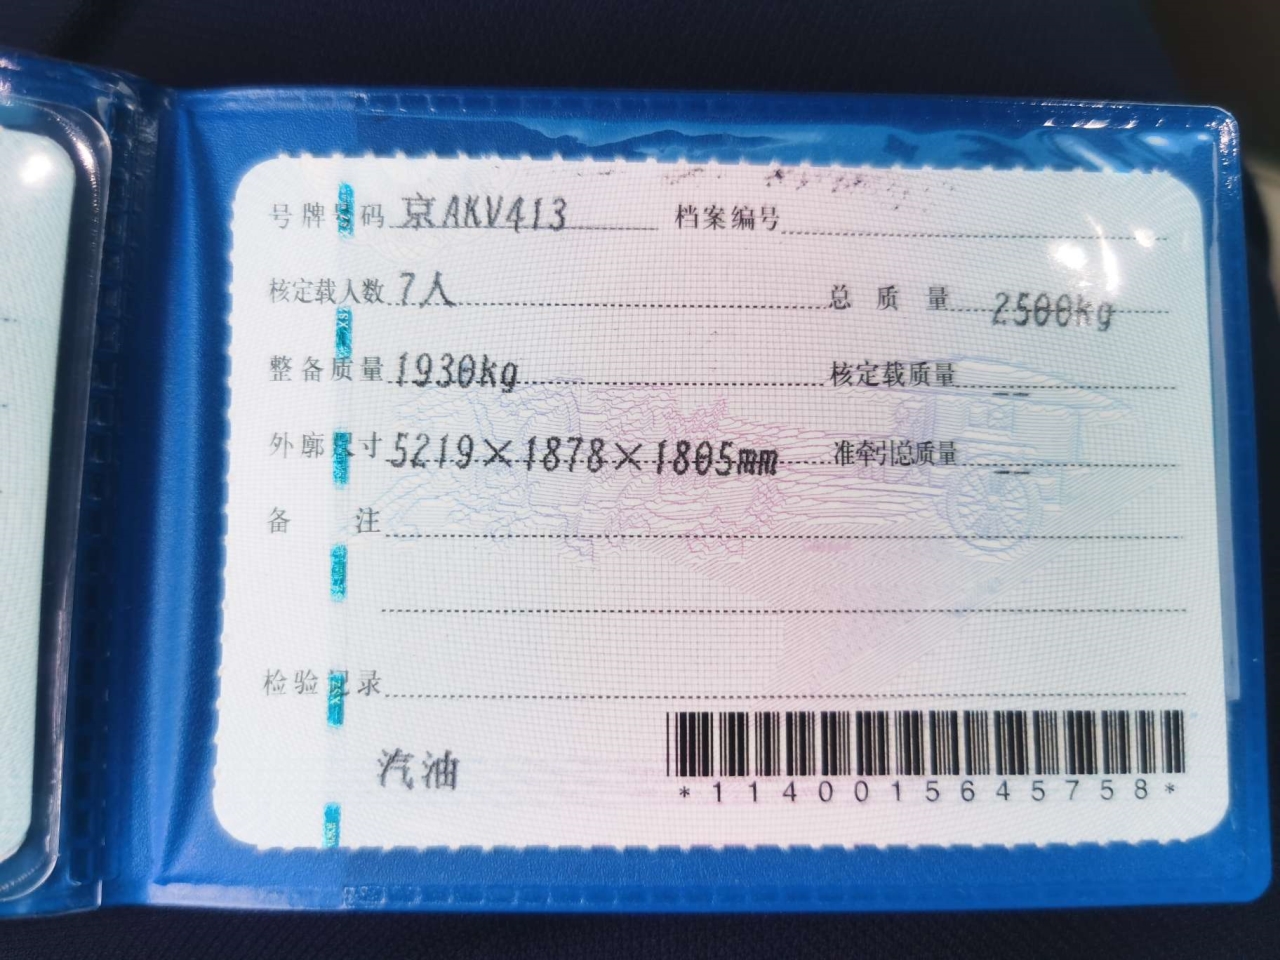 号牌号码 京AKV413 档案编号
核定载人数 7人 总质量 2500kg
整备质量 1930kg 核定载质量 --
外廓尺寸 5219×1878×1805mm 准牵引总质量 --
备注
检验记录
汽油
*1140015645758*